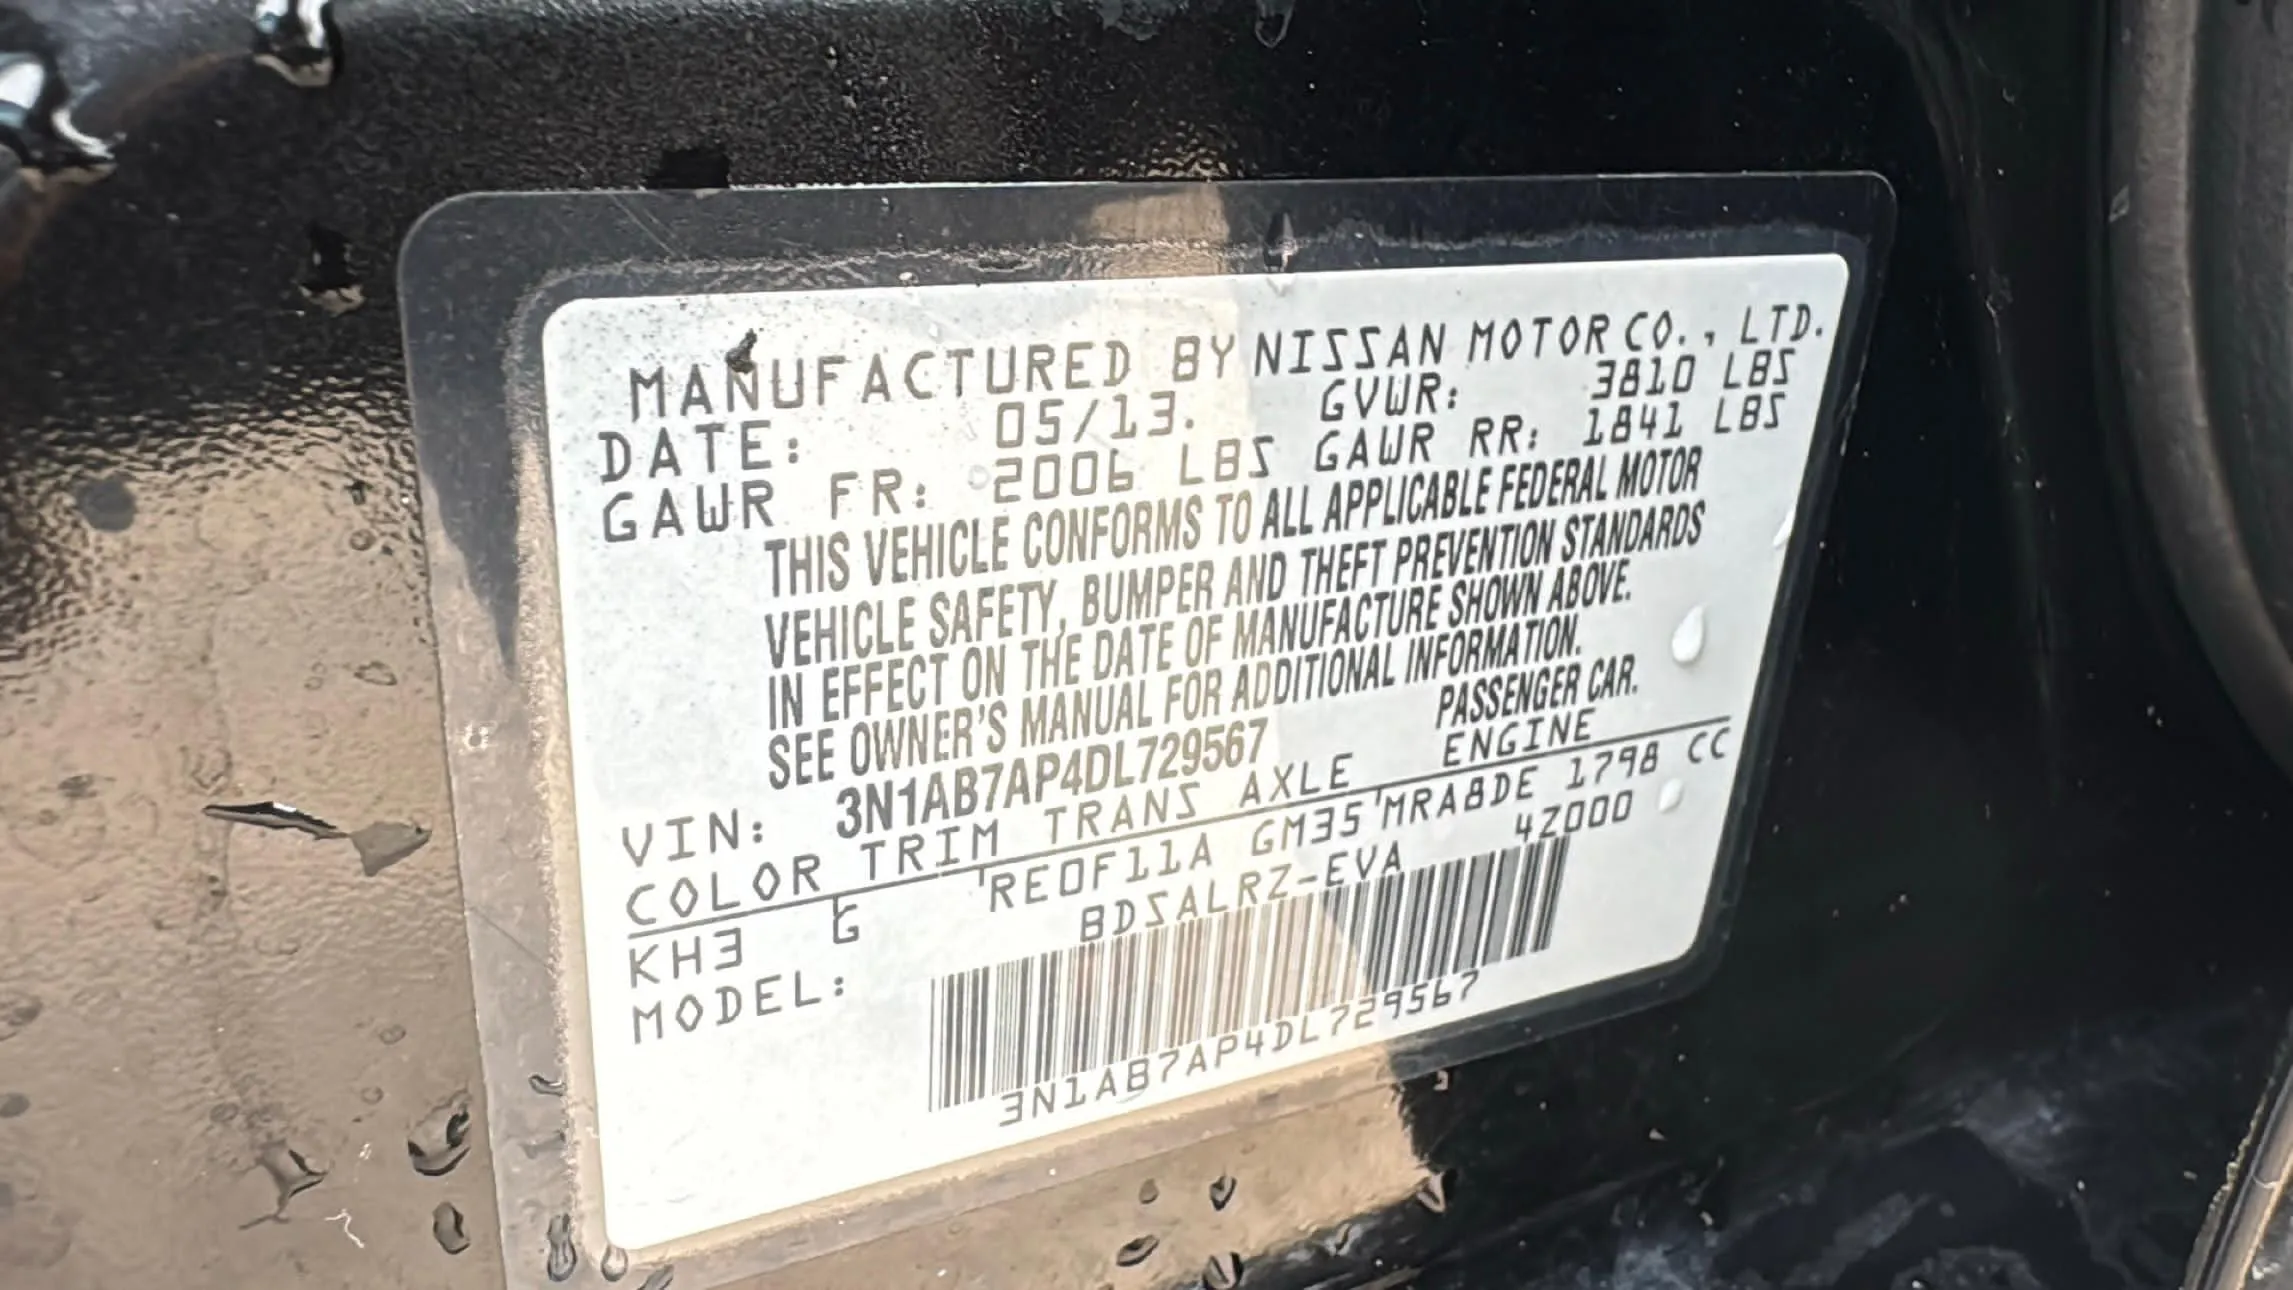 MANUFACTURED BY NISSAN MOTOR CO., LTD.
DATE: 05/13. GVWR: 3810 LBS
GAWR FR: 2006 LBS GAWR RR: 1841 LBS
THIS VEHICLE CONFORMS TO ALL APPLICABLE FEDERAL MOTOR
VEHICLE SAFETY, BUMPER AND THEFT PREVENTION STANDARDS
IN EFFECT ON THE DATE OF MANUFACTURE SHOWN ABOVE.
SEE OWNER'S MANUAL FOR ADDITIONAL INFORMATION.
VIN: 3N1AB7AP4DL729567 PASSENGER CAR.
COLOR TRIM TRANS AXLE ENGINE
KH3 G RE0F11A GM35 MRA8DE 1798 CC
MODEL: BDSALRZ-EVA 42000
3N1AB7AP4DL729567